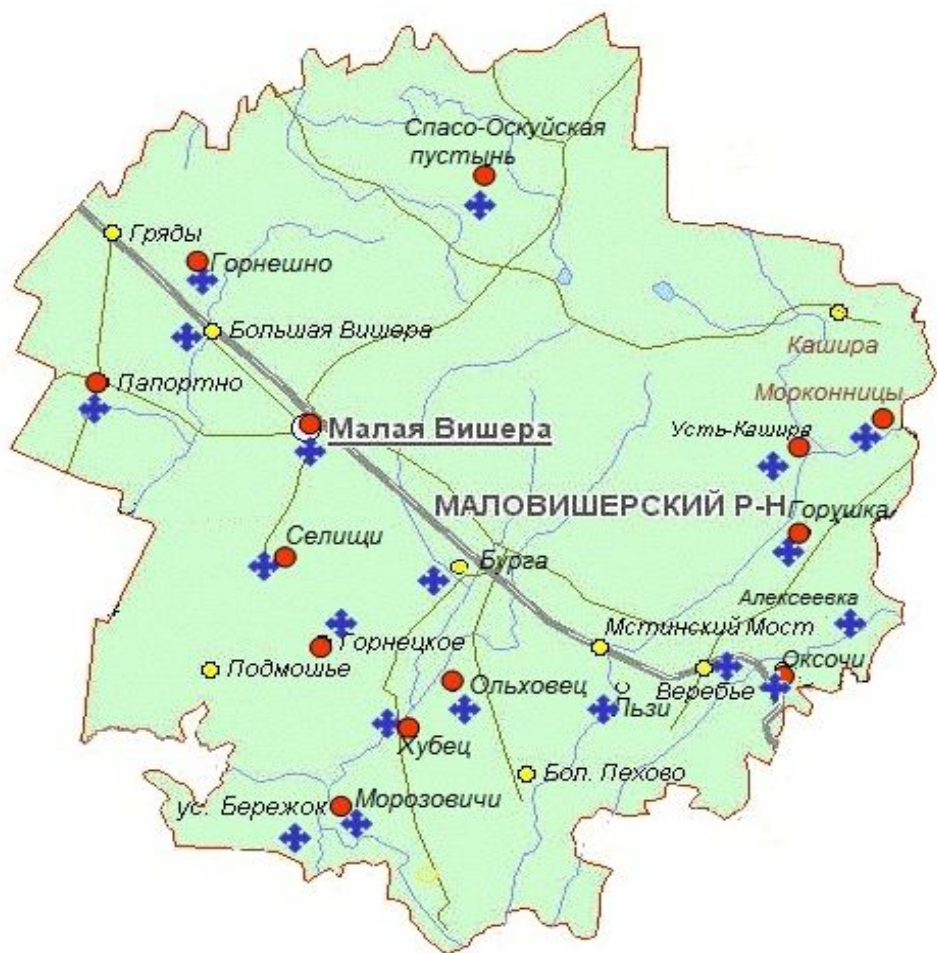 Спасо-Оскуйская
пустынь
Гряды
Горнешно
Большая Вишера
Кашира
Папортно
Морконницы
Малая Вишера
Усть-Кашира
МАЛОВИШЕРСКИЙ Р-Н
Горушка
Селищи
Бурга
Алексеевка
Мстинский Мост
Горнецкое
Оксочи
Подмошье
Веребье
Ольховец
Льзи
Хубец
Бол. Пехово
ус. Бережок
Морозовичи